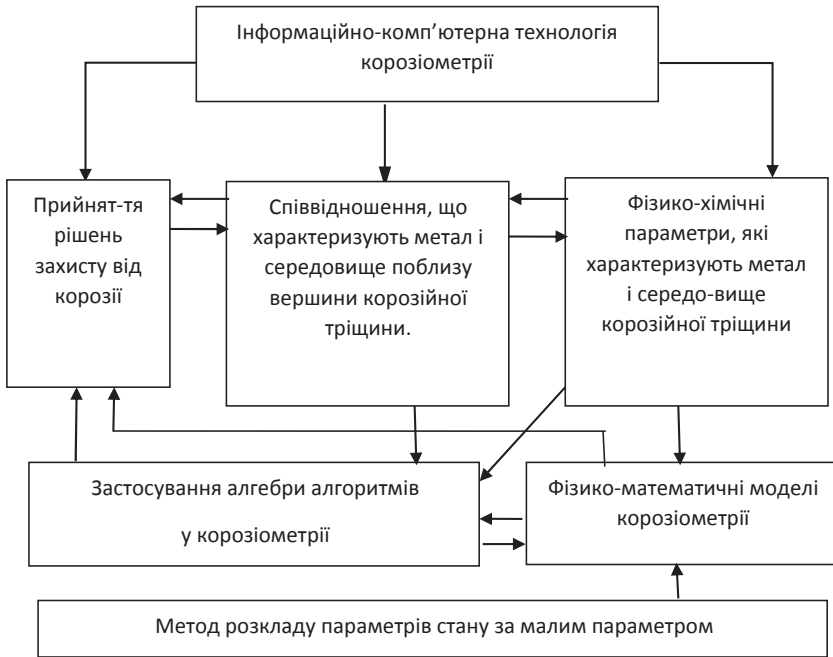 Інформаційно-комп’ютерна технологія
корозіометрії
Прийнят-тя
рішень
захисту від
корозії
Співвідношення, що
характеризують метал і
середовище поблизу
вершини корозійної
тріщини.
Фізико-хімічні
параметри, які
характеризують метал
і середо-вище
корозійної тріщини
Застосування алгебри алгоритмів
у корозіометрії
Фізико-математичні моделі
корозіометрії
Метод розкладу параметрів стану за малим параметром